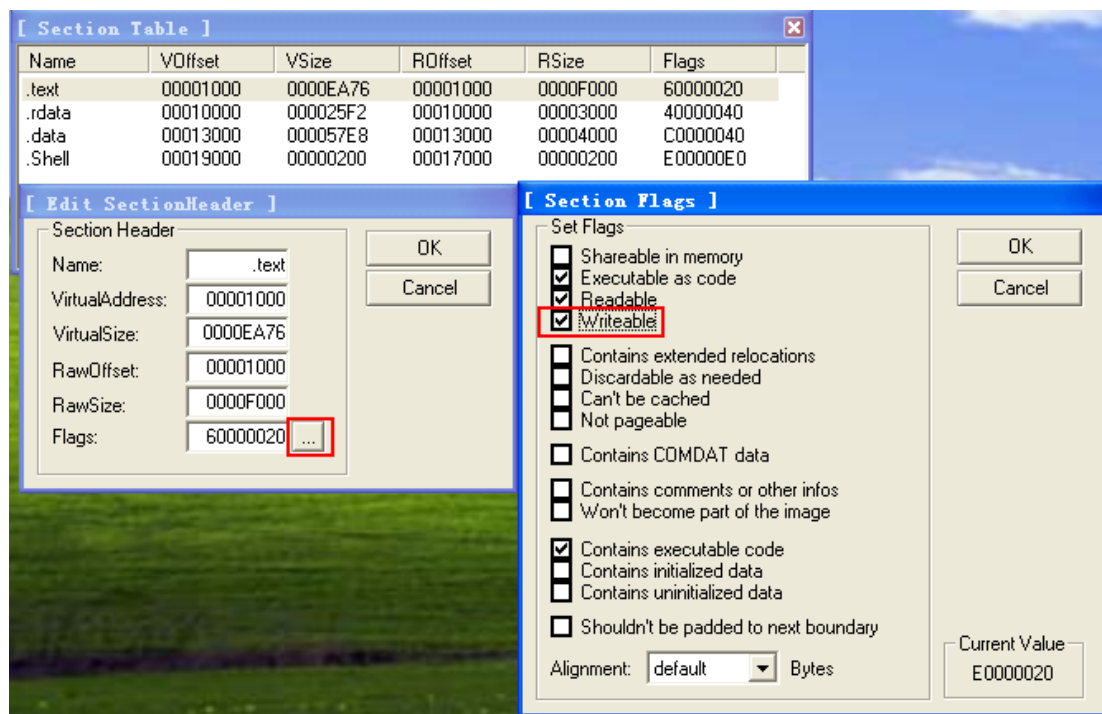 [ Section Table ]
Name VOffset VSize ROffset RSize Flags
.text 00001000 0000EA76 00001000 0000F000 60000020
.rdata 00010000 000025F2 00010000 00003000 40000040
.data 00013000 000057E8 00013000 00004000 C0000040
.Shell 00019000 00000200 00017000 00000200 E00000E0
[ Edit SectionHeader ]
Section Header
Name: .text
VirtualAddress: 00001000
VirtualSize: 0000EA76
RawOffset: 00001000
RawSize: 0000F000
Flags: 60000020 ...
OK
Cancel
[ Section Flags ]
Set Flags
Shareable in memory
Executable as code
Readable
Writeable
Contains extended relocations
Discardable as needed
Can't be cached
Not pageable
Contains COMDAT data
Contains comments or other infos
Won't become part of the image
Contains executable code
Contains initialized data
Contains uninitialized data
Shouldn't be padded to next boundary
Alignment: default Bytes
OK
Cancel
Current Value
E0000020